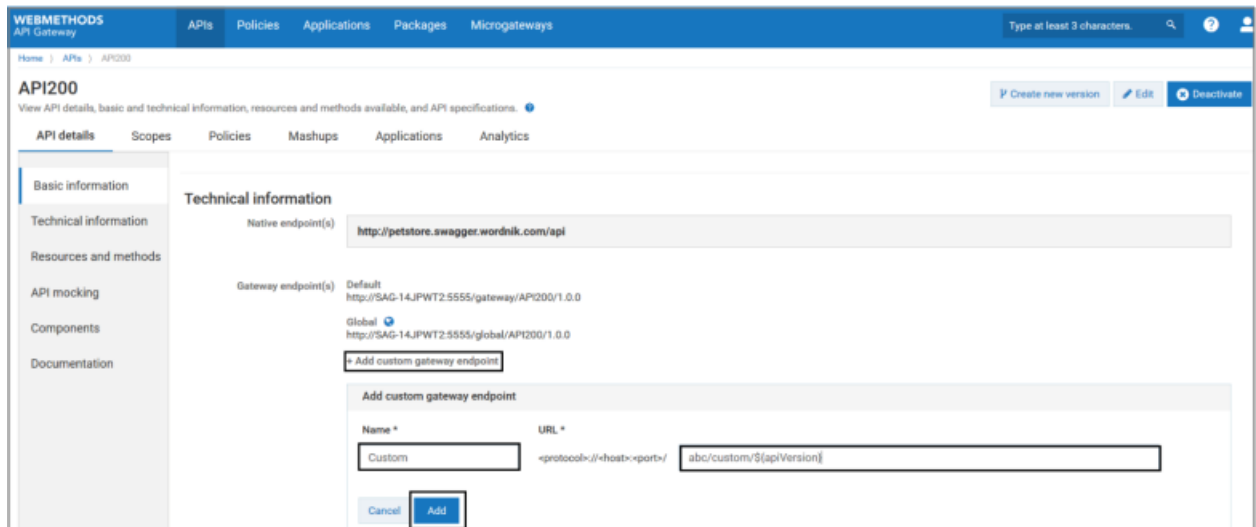 WEBMETHODS
API Gateway
APIs Policies Applications Packages Microgateways
Type at least 3 characters.
Home > APIs > API200
API200
View API details, basic and technical information, resources and methods available, and API specifications.
Create new version Edit Deactivate
API details Scopes Policies Mashups Applications Analytics
Basic information
Technical information
Resources and methods
API mocking
Components
Documentation
Technical information
Native endpoint(s) http://petstore.swagger.wordnik.com/api
Gateway endpoint(s) Default
http://SAG-14JPWT2:5555/gateway/API200/1.0.0
Global
http://SAG-14JPWT2:5555/global/API200/1.0.0
+ Add custom gateway endpoint
Add custom gateway endpoint
Name * URL *
Custom <protocol>://<host>:<port>/ abc/custom/${apiVersion}
Cancel Add